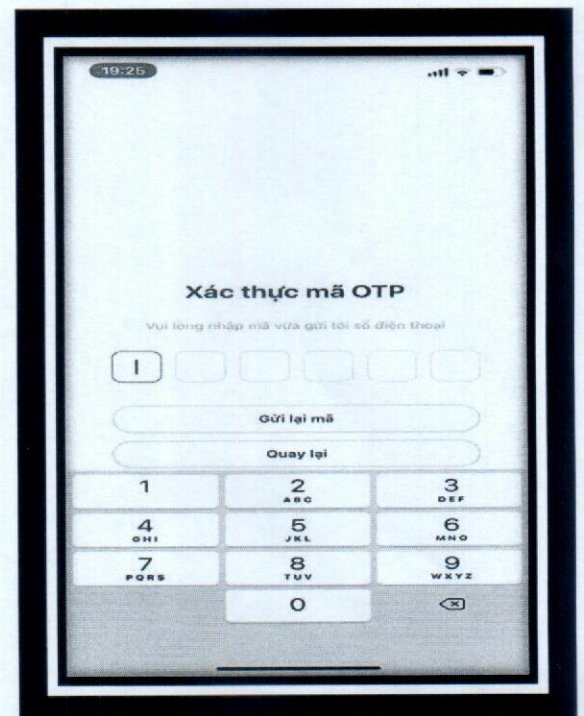 19:25
Xác thực mã OTP
Vui lòng nhập mã vừa gửi tới số điện thoại
Gửi lại mã
Quay lại
1
2
3
ABC
DEF
4
5
6
GHI
JKL
MNO
7
8
9
PQRS
TUV
WXYZ
0